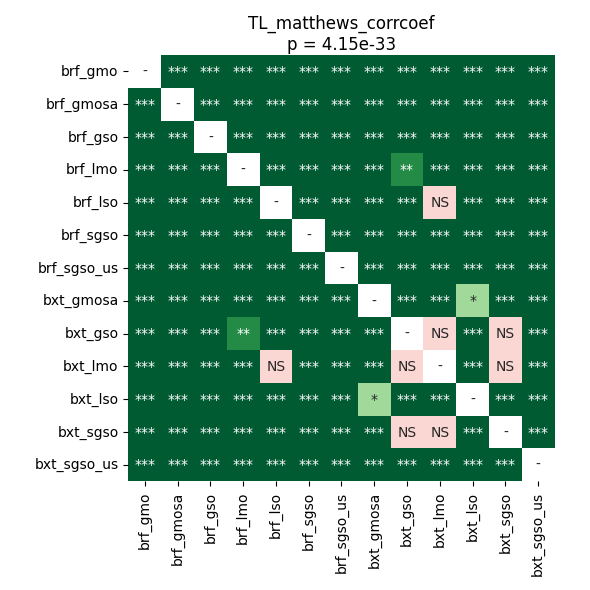 TL_matthews_corrcoef
p = 4.15e-33
brf_gmo - *** *** *** *** *** *** *** *** *** *** *** ***
brf_gmosa *** - *** *** *** *** *** *** *** *** *** *** ***
brf_gso *** *** - *** *** *** *** *** *** *** *** *** ***
brf_lmo *** *** *** - *** *** *** *** ** *** *** *** ***
brf_lso *** *** *** *** - *** *** *** *** NS *** *** ***
brf_sgso *** *** *** *** *** - *** *** *** *** *** *** ***
brf_sgso_us *** *** *** *** *** *** - *** *** *** *** *** ***
bxt_gmosa *** *** *** *** *** *** *** - *** *** * *** ***
bxt_gso *** *** *** ** *** *** *** *** - NS *** NS ***
bxt_lmo *** *** *** *** NS *** *** *** NS - *** NS ***
bxt_lso *** *** *** *** *** *** *** * *** *** - *** ***
bxt_sgso *** *** *** *** *** *** *** *** NS NS *** - ***
bxt_sgso_us *** *** *** *** *** *** *** *** *** *** *** *** -
brf_gmo
brf_gmosa
brf_gso
brf_lmo
brf_lso
brf_sgso
brf_sgso_us
bxt_gmosa
bxt_gso
bxt_lmo
bxt_lso
bxt_sgso
bxt_sgso_us